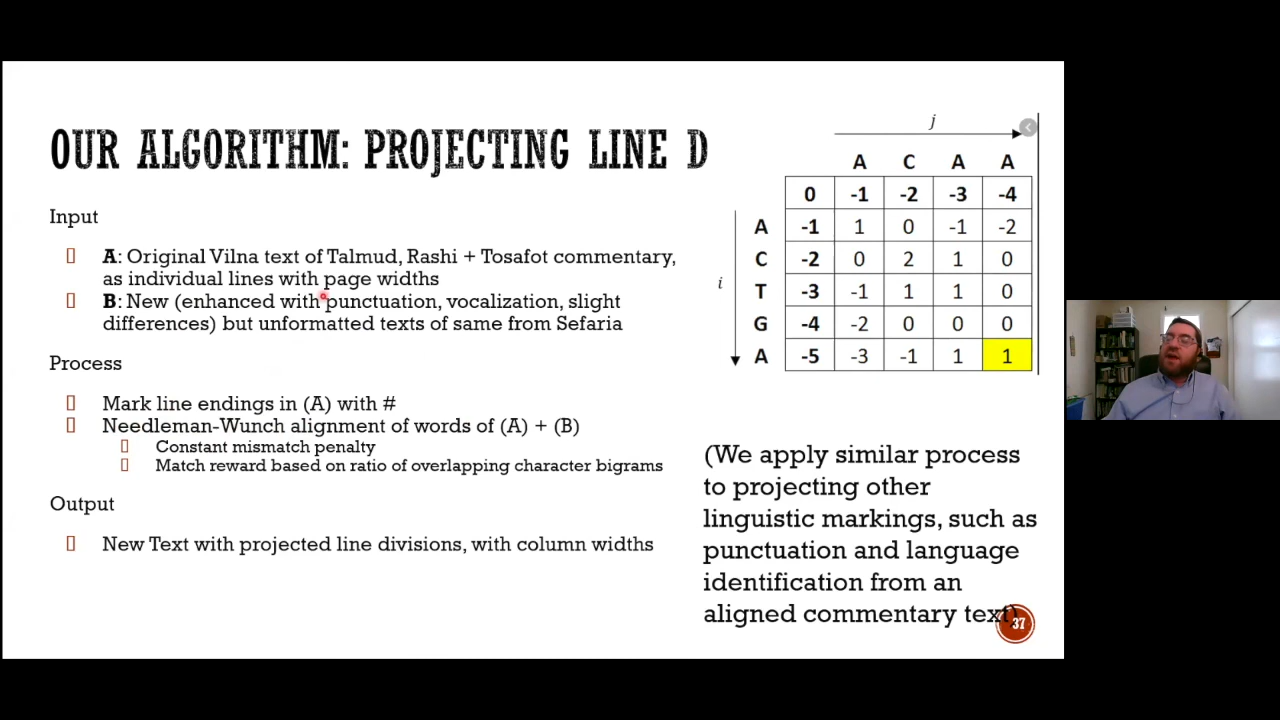 OUR ALGORITHM: PROJECTING LINE D
Input
A: Original Vilna text of Talmud, Rashi + Tosafot commentary,
as individual lines with page widths
B: New (enhanced with punctuation, vocalization, slight
differences) but unformatted texts of same from Sefaria
Process
Mark line endings in (A) with #
Needleman-Wunch alignment of words of (A) + (B)
Constant mismatch penalty
Match reward based on ratio of overlapping character bigrams
Output
New Text with projected line divisions, with column widths
j
A C A A
0 -1 -2 -3 -4
A -1 1 0 -1 -2
C -2 0 2 1 0
i
T -3 -1 1 1 0
G -4 -2 0 0 0
A -5 -3 -1 1 1
(We apply similar process
to projecting other
linguistic markings, such as
punctuation and language
identification from an
aligned commentary text)
37